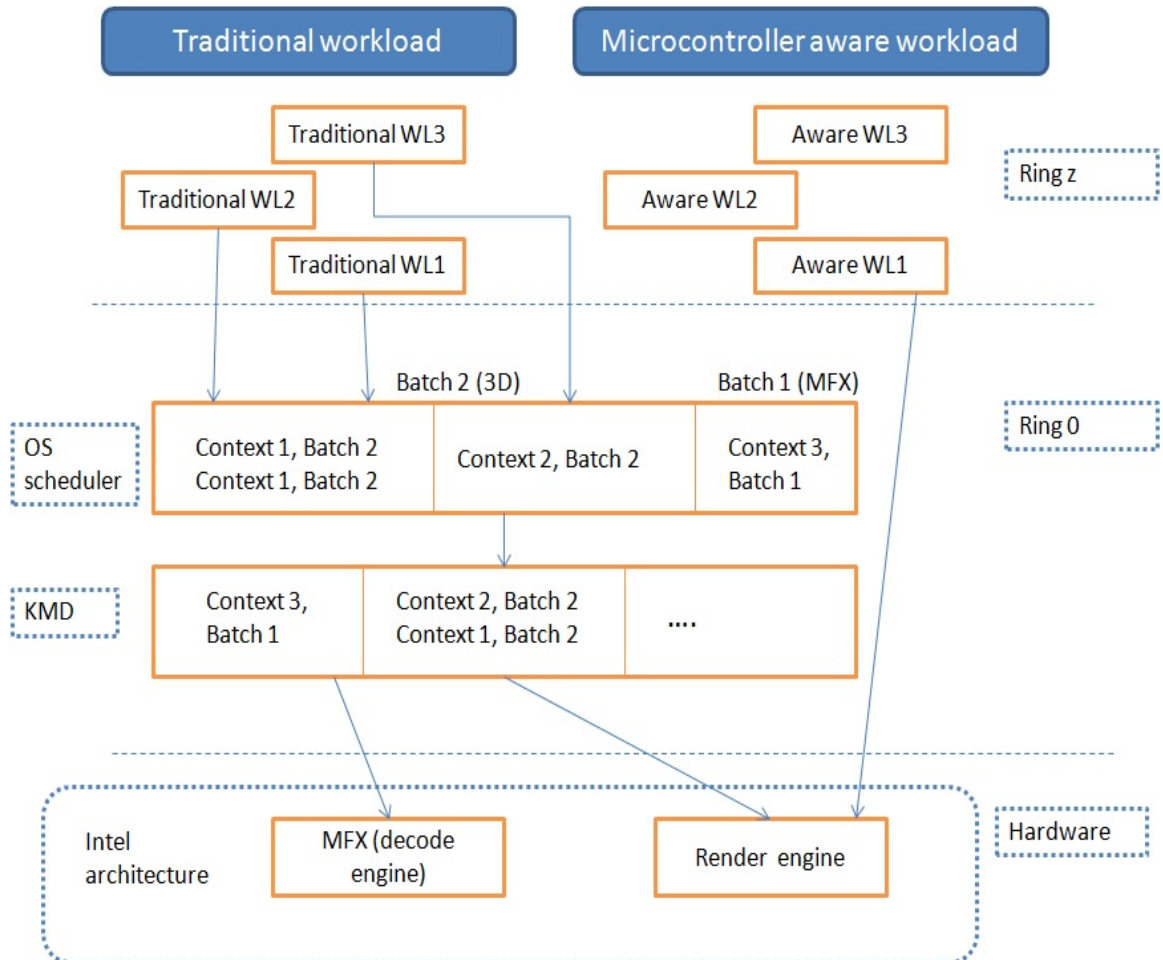 Traditional workload
Microcontroller aware workload
Traditional WL3
Aware WL3
Ring z
Traditional WL2
Aware WL2
Traditional WL1
Aware WL1
Batch 2 (3D)
Batch 1 (MFX)
Ring 0
OS
scheduler
Context 1, Batch 2
Context 1, Batch 2
Context 2, Batch 2
Context 3,
Batch 1
KMD
Context 3,
Batch 1
Context 2, Batch 2
Context 1, Batch 2
....
Intel
architecture
MFX (decode
engine)
Render engine
Hardware